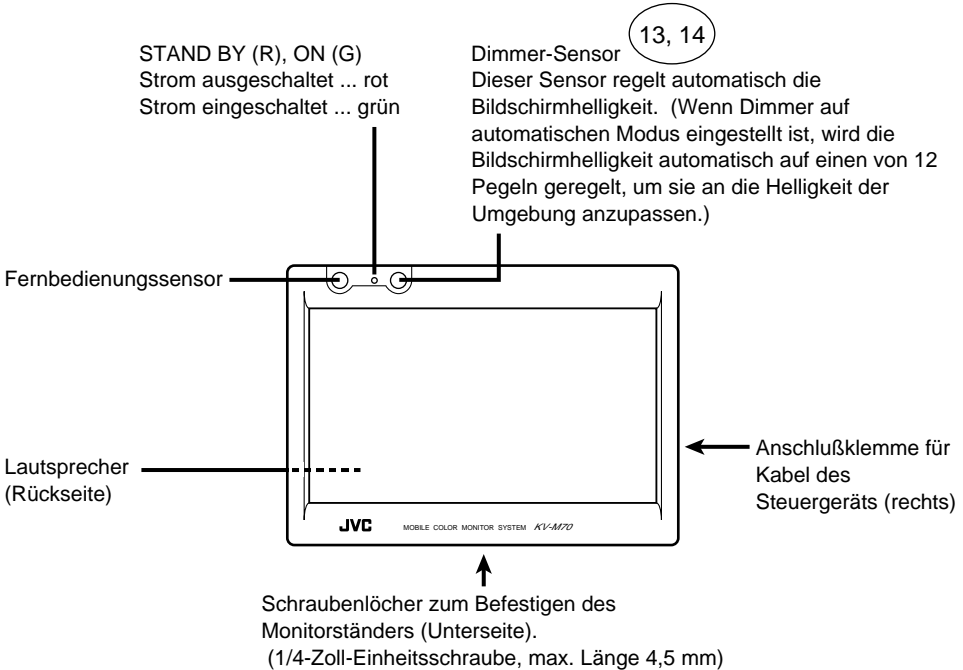 STAND BY (R), ON (G)
Strom ausgeschaltet ... rot
Strom eingeschaltet ... grün
Dimmer-Sensor
13, 14
Dieser Sensor regelt automatisch die
Bildschirmhelligkeit. (Wenn Dimmer auf
automatischen Modus eingestellt ist, wird die
Bildschirmhelligkeit automatisch auf einen von 12
Pegeln geregelt, um sie an die Helligkeit der
Umgebung anzupassen.)
Fernbedienungssensor
Lautsprecher
(Rückseite)
Anschlußklemme für
Kabel des
Steuergeräts (rechts)
JVC MOBILE COLOR MONITOR SYSTEM KV-M70
Schraubenlöcher zum Befestigen des
Monitorständers (Unterseite).
(1/4-Zoll-Einheitsschraube, max. Länge 4,5 mm)